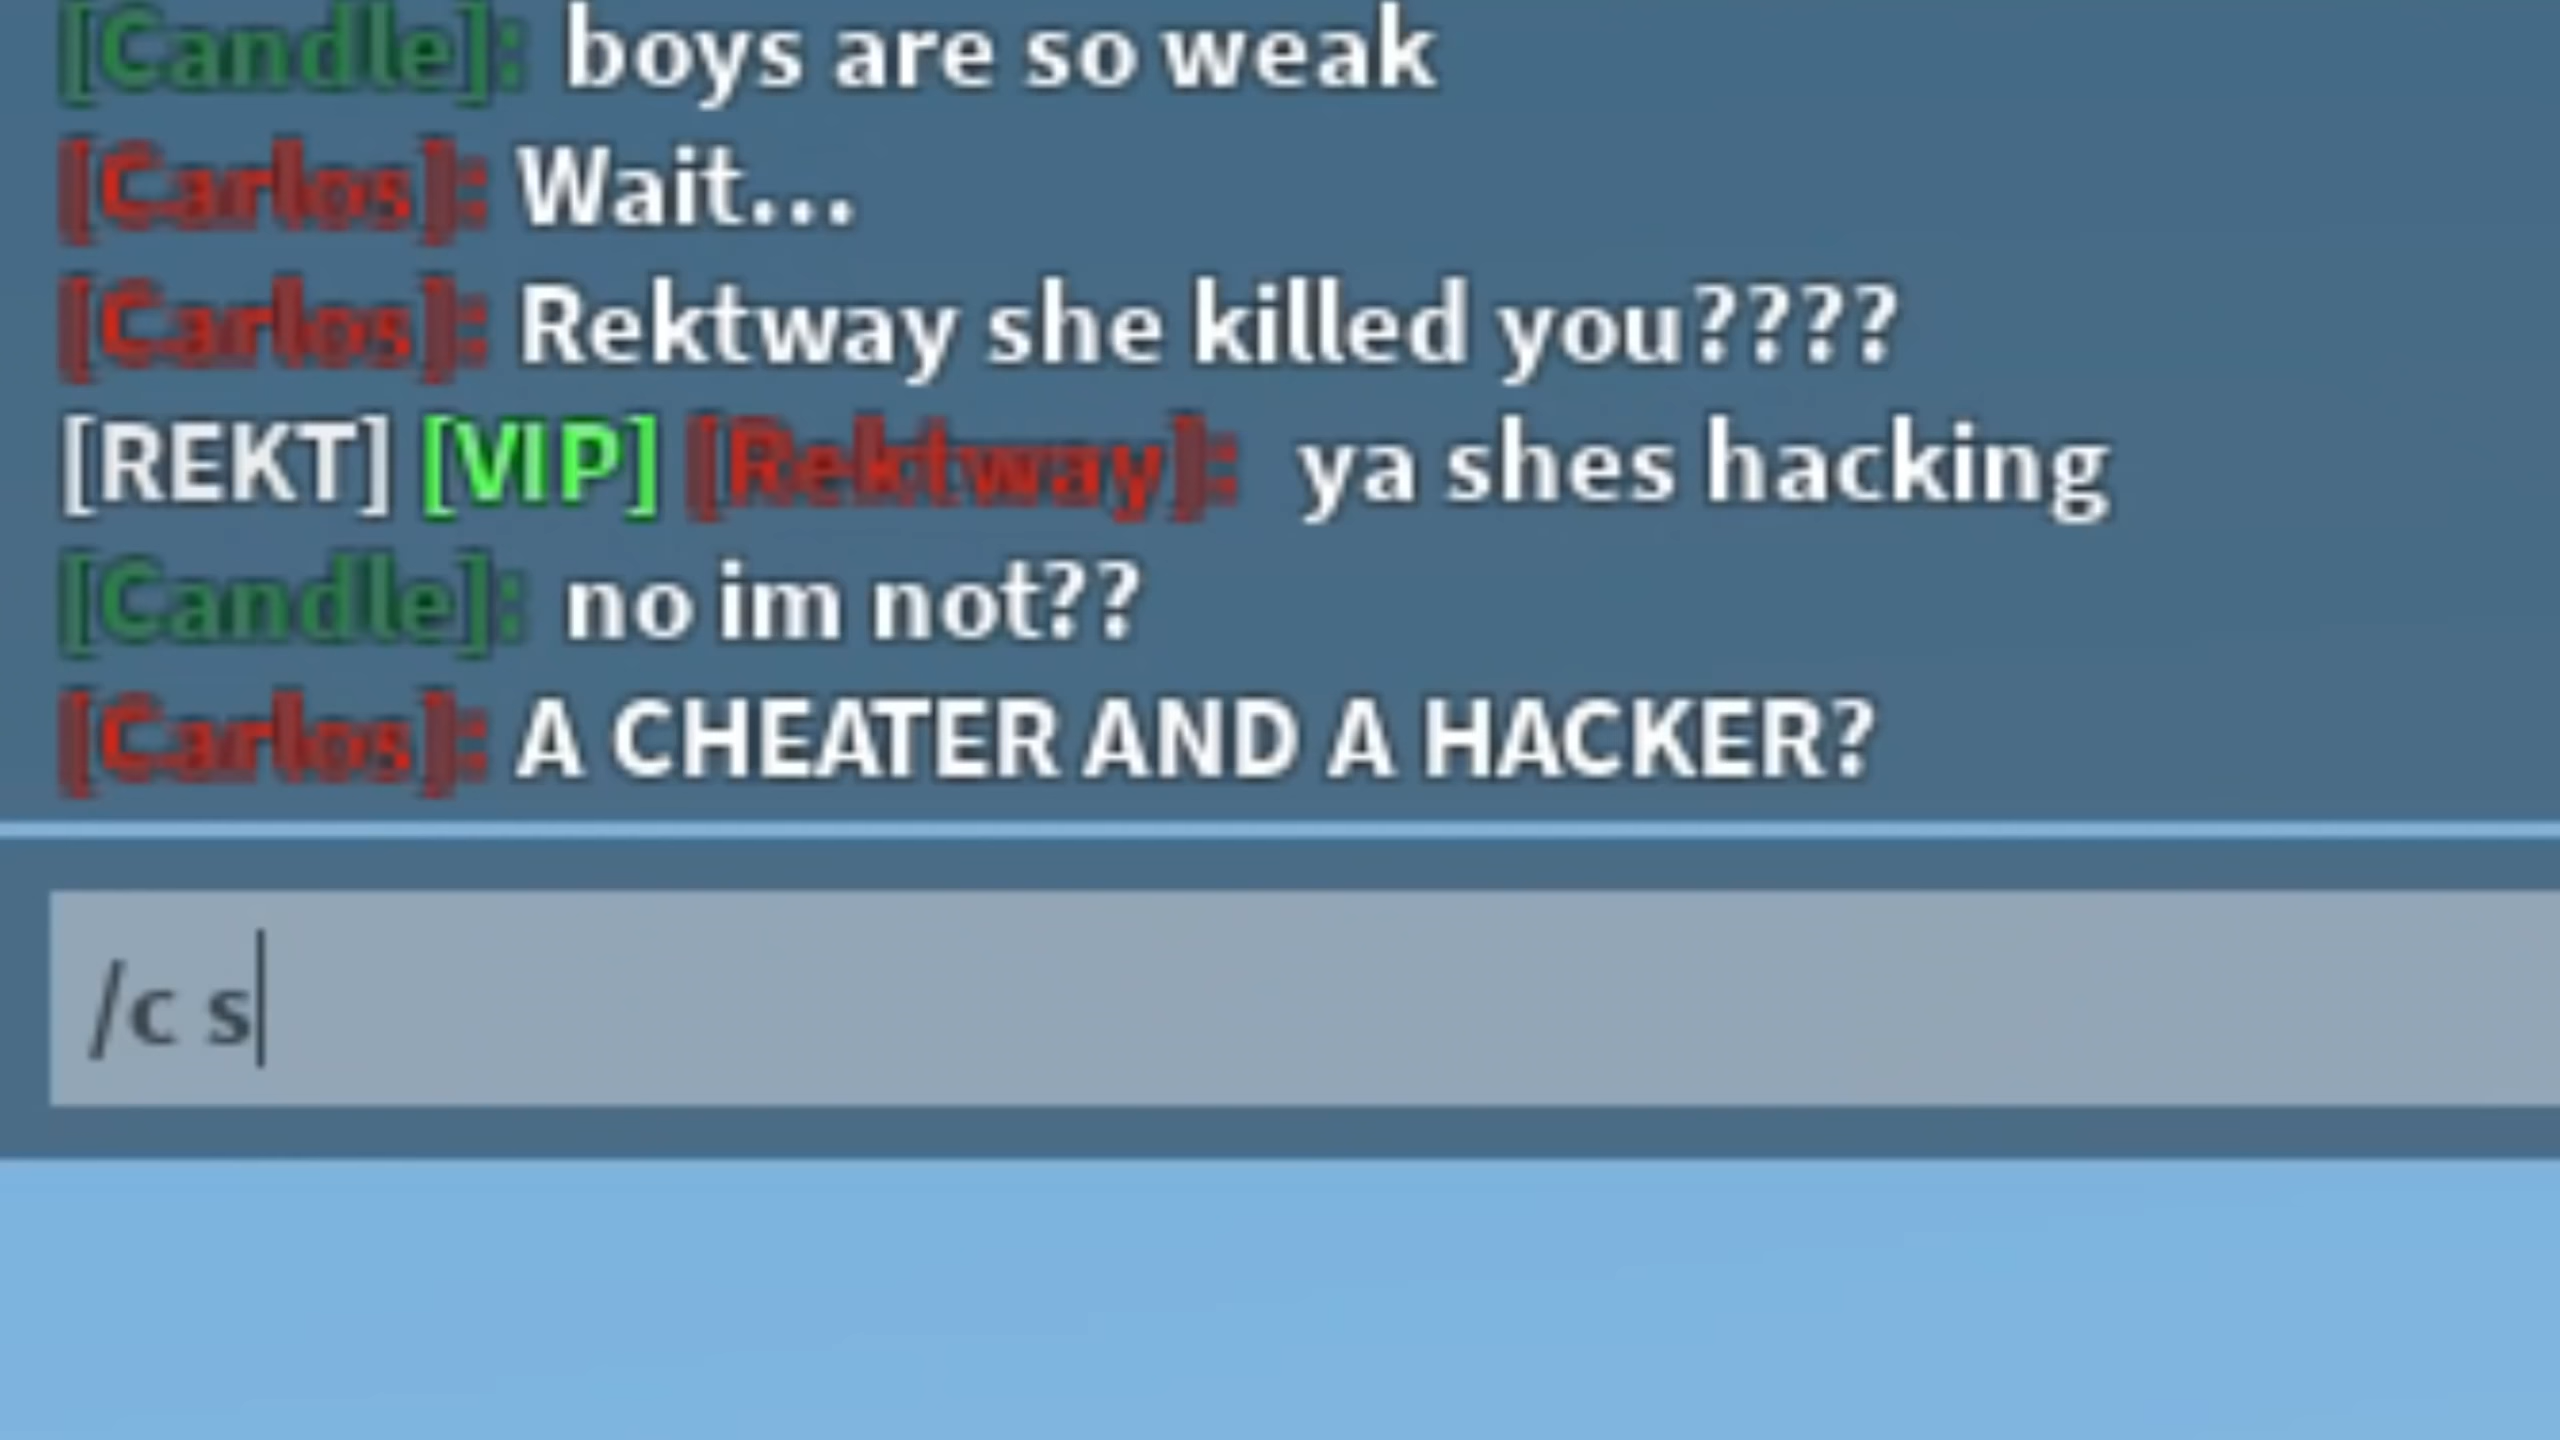 [Candle]: boys are so weak
[Carlos]: Wait...
[Carlos]: Rektway she killed you????
[REKT] [VIP] [Rektway]: ya shes hacking
[Candle]: no im not??
[Carlos]: A CHEATER AND A HACKER?
/c s